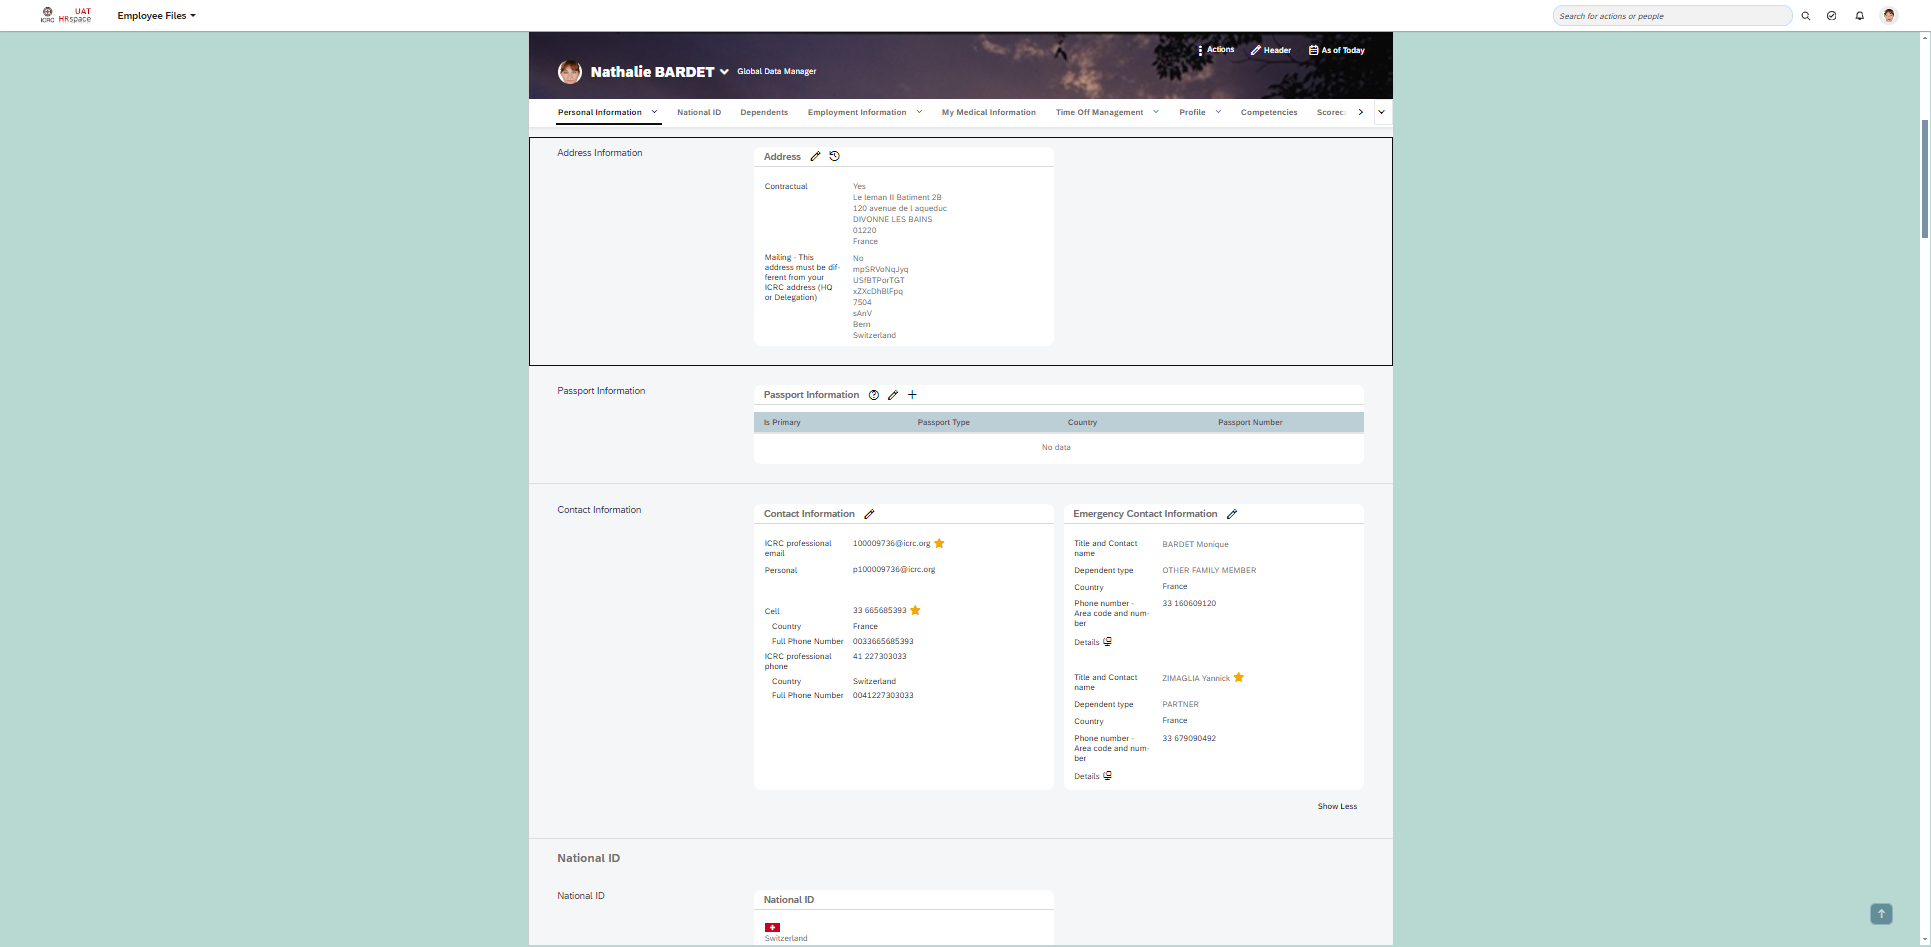 ICRC
UAT
HRspace
Employee Files
Search for actions or people
Actions
Header
As of Today
Nathalie BARDET
Global Data Manager
Personal Information
National ID
Dependents
Employment Information
My Medical Information
Time Off Management
Profile
Competencies
Scorec
Address Information
Address
Contractual
Yes
Le leman II Batiment 2B
120 avenue de l aqueduc
DIVONNE LES BAINS
01220
France
Mailing - This
address must be dif-
ferent from your
ICRC address (HQ
or Delegation)
No
mpSRVoNqJyq
USfBTPorTGT
xZXcDhBlFpq
7504
sAnV
Bern
Switzerland
Passport Information
Passport Information
Is Primary
Passport Type
Country
Passport Number
No data
Contact Information
Contact Information
ICRC professional
email
100009736@icrc.org
Personal
p100009736@icrc.org
Cell
33 665685393
Country
France
Full Phone Number
0033665685393
ICRC professional
phone
41 227303033
Country
Switzerland
Full Phone Number
0041227303033
Emergency Contact Information
Title and Contact
name
BARDET Monique
Dependent type
OTHER FAMILY MEMBER
Country
France
Phone number -
Area code and num-
ber
33 160609120
Details
Title and Contact
name
ZIMAGLIA Yannick
Dependent type
PARTNER
Country
France
Phone number -
Area code and num-
ber
33 679090492
Details
Show Less
National ID
National ID
National ID
Switzerland